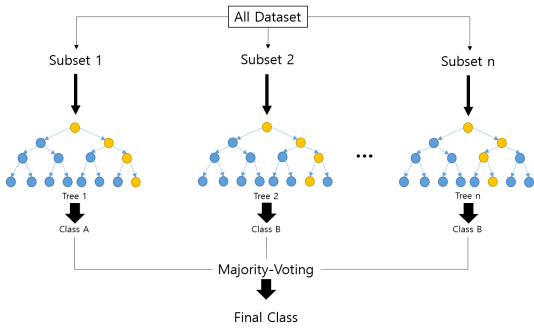 All Dataset
Subset 1
Subset 2
Subset n
...
Tree 1
Tree 2
Tree n
Class A
Class B
Class B
Majority-Voting
Final Class